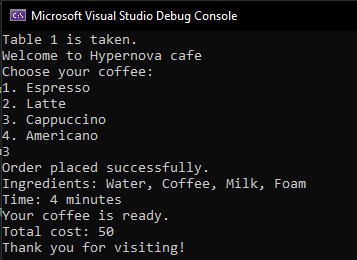 Microsoft Visual Studio Debug Console
Table 1 is taken.
Welcome to Hypernova cafe
Choose your coffee:
1. Espresso
2. Latte
3. Cappuccino
4. Americano
3
Order placed successfully.
Ingredients: Water, Coffee, Milk, Foam
Time: 4 minutes
Your coffee is ready.
Total cost: 50
Thank you for visiting!